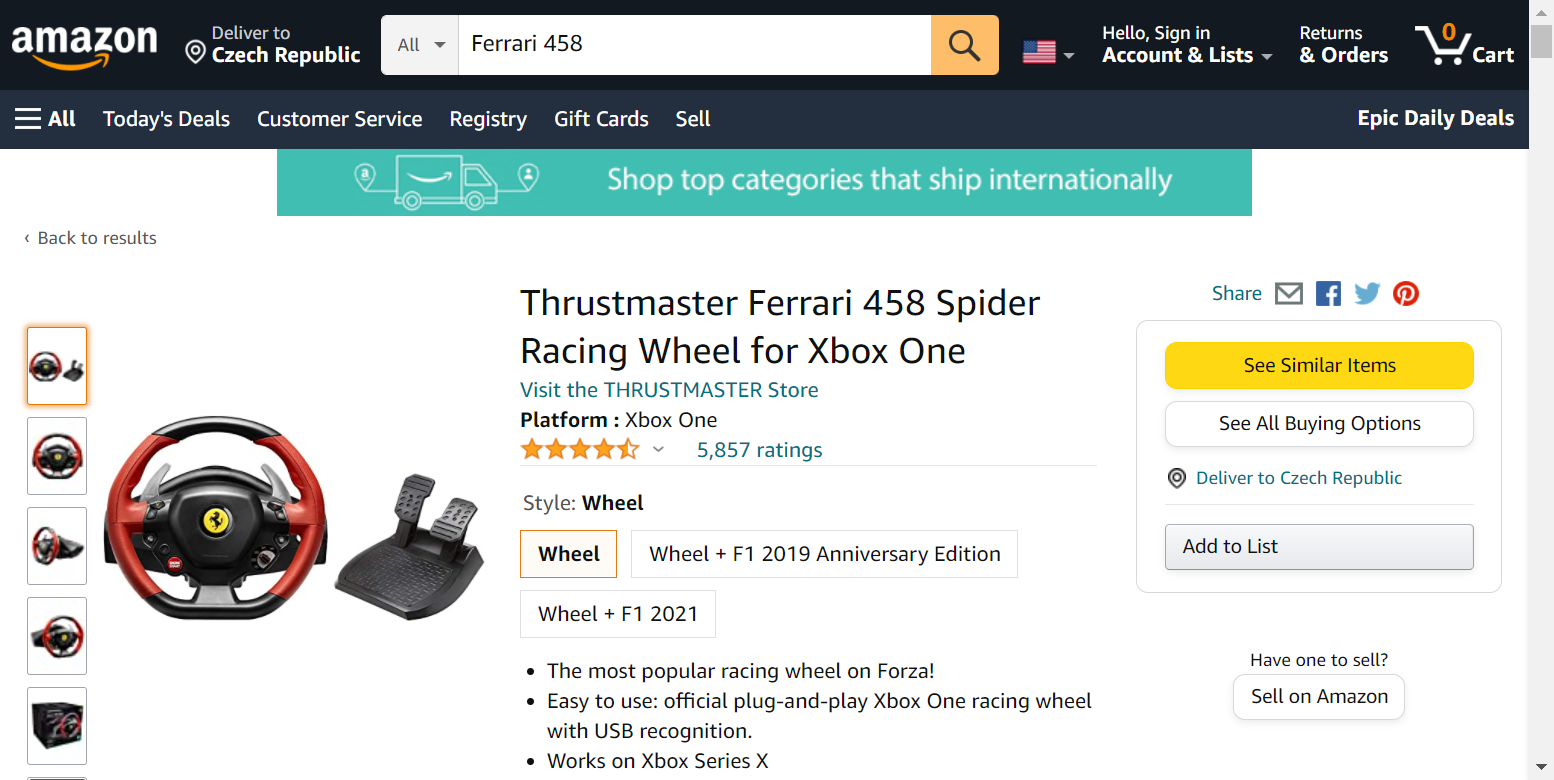 amazon
Deliver to
Czech Republic
All
Ferrari 458
Hello, Sign in
Account & Lists
Returns
& Orders
0
Cart
All
Today's Deals
Customer Service
Registry
Gift Cards
Sell
Epic Daily Deals
a
Shop top categories that ship internationally
‹ Back to results
Thrustmaster Ferrari 458 Spider
Racing Wheel for Xbox One
Visit the THRUSTMASTER Store
Platform : Xbox One
5,857 ratings
Style: Wheel
Wheel
Wheel + F1 2019 Anniversary Edition
Wheel + F1 2021
• The most popular racing wheel on Forza!
• Easy to use: official plug-and-play Xbox One racing wheel
with USB recognition.
• Works on Xbox Series X
Share
See Similar Items
See All Buying Options
Deliver to Czech Republic
Add to List
Have one to sell?
Sell on Amazon